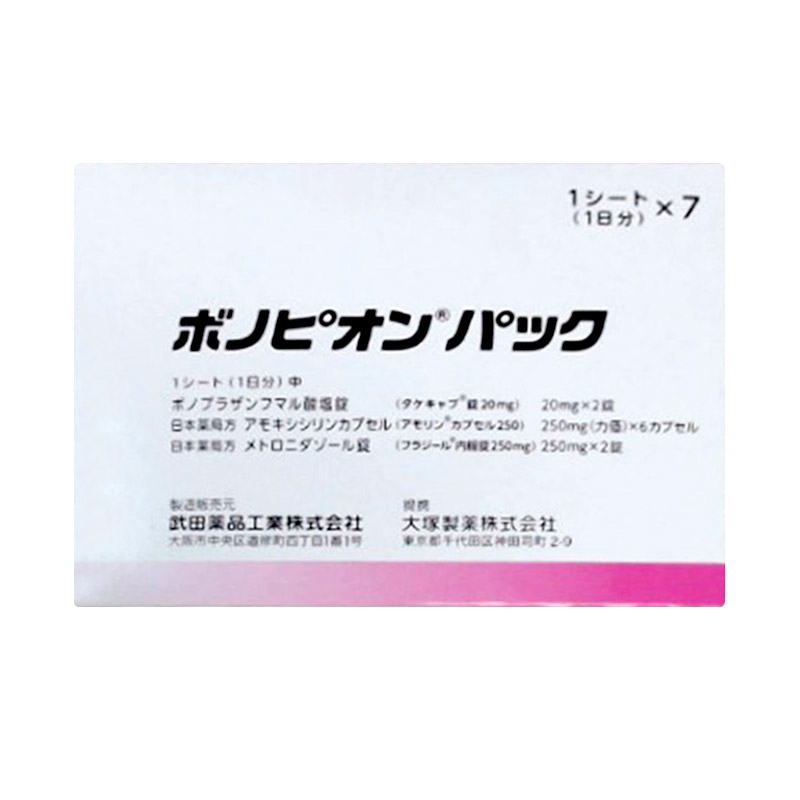 1シート
(1日分)
×7
ボノピオン®パック
1シート(1日分)中
ボノプラザンフマル酸塩錠 (タケキャブ®錠20mg) 20mg×2錠
日本薬局方 アモキシシリンカプセル (アモリン®カプセル250) 250mg(力価)×6カプセル
日本薬局方 メトロニダゾール錠 (フラジール®内服錠250mg) 250mg×2錠
製造販売元
武田薬品工業株式会社
大阪市中央区道修町四丁目1番1号
提携
大塚製薬株式会社
東京都千代田区神田司町2-9